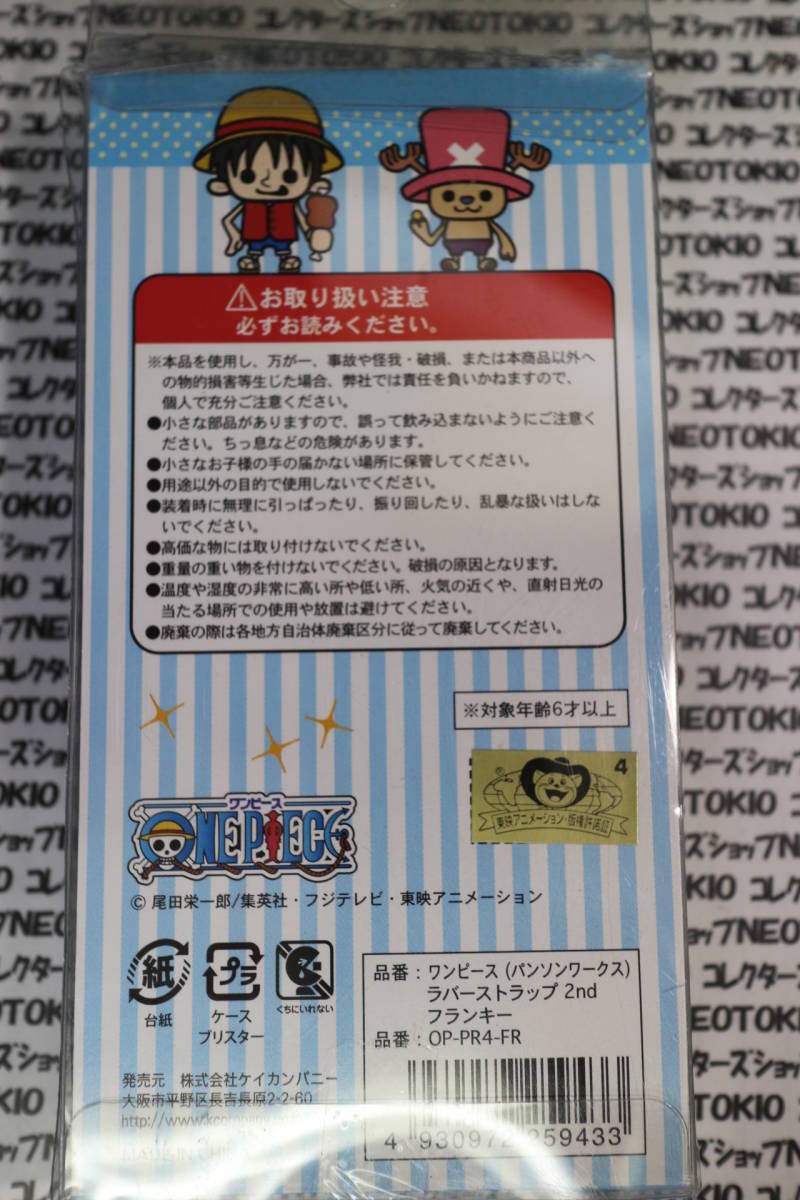 お取り扱い注意
必ずお読みください。
※本品を使用し、万が一、事故や怪我・破損、または本商品以外へ
の物的損害等生じた場合、弊社では責任を負いかねますので、
個人で充分ご注意ください。
●小さな部品がありますので、誤って飲み込まないようにご注意く
ださい。ちっ息などの危険があります。
●小さなお子様の手の届かない場所に保管してください。
●用途以外の目的で使用しないでください。
●装着時に無理に引っぱったり、振り回したり、乱暴な扱いはしな
いでください。
●高価な物には取り付けないでください。
●重量の重い物を付けないでください。破損の原因となります。
●温度や湿度の非常に高い所や低い所、火気の近くや、直射日光の
当たる場所での使用や放置は避けてください。
●廃棄の際は各地方自治体廃棄区分に従って廃棄してください。
※対象年齢6才以上
4
東映アニメーション・版権許諾証
ワンピース
ONE PIECE
© 尾田栄一郎/集英社・フジテレビ・東映アニメーション
紙
台紙
プラ
ケース
ブリスター
くちにいれない
品番：ワンピース (パンソンワークス)
ラバーストラップ 2nd
フランキー
品番：OP-PR4-FR
発売元 株式会社ケイカンパニー
大阪市平野区長吉長原2-2-60
4 930972 259433
コレクターズショップNEOTOKIO